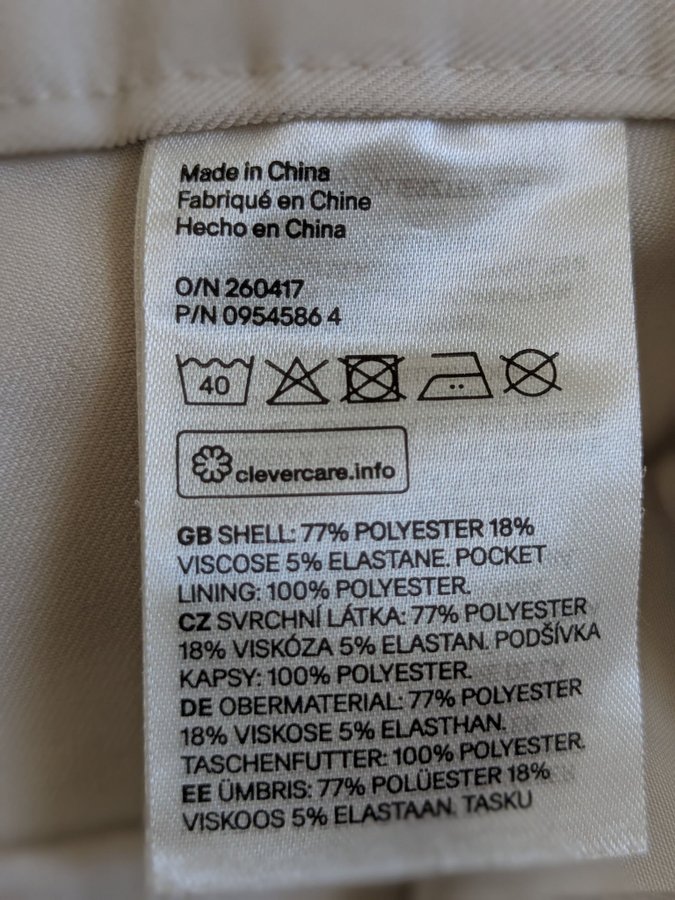 Made in China
Fabriqué en Chine
Hecho en China
O/N 260417
P/N 0954586 4
40
clevercare.info
GB SHELL: 77% POLYESTER 18%
VISCOSE 5% ELASTANE. POCKET
LINING: 100% POLYESTER.
CZ SVRCHNÍ LÁTKA: 77% POLYESTER
18% VISKÓZA 5% ELASTAN. PODŠÍVKA
KAPSY: 100% POLYESTER.
DE OBERMATERIAL: 77% POLYESTER
18% VISKOSE 5% ELASTHAN.
TASCHENFUTTER: 100% POLYESTER.
EE ÜMBRIS: 77% POLÜESTER 18%
VISKOOS 5% ELASTAAN. TASKU